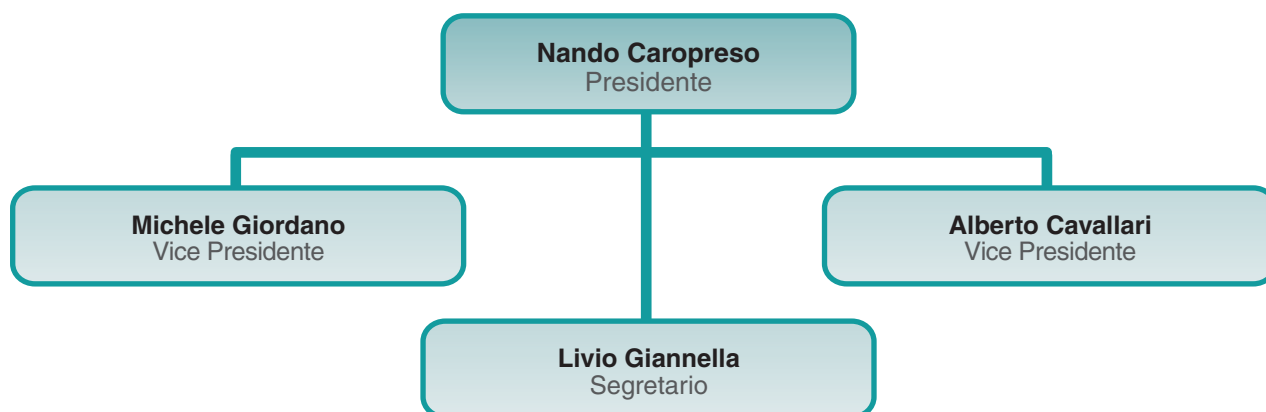 Nando Caropreso
Presidente
Michele Giordano
Vice Presidente
Alberto Cavallari
Vice Presidente
Livio Giannella
Segretario